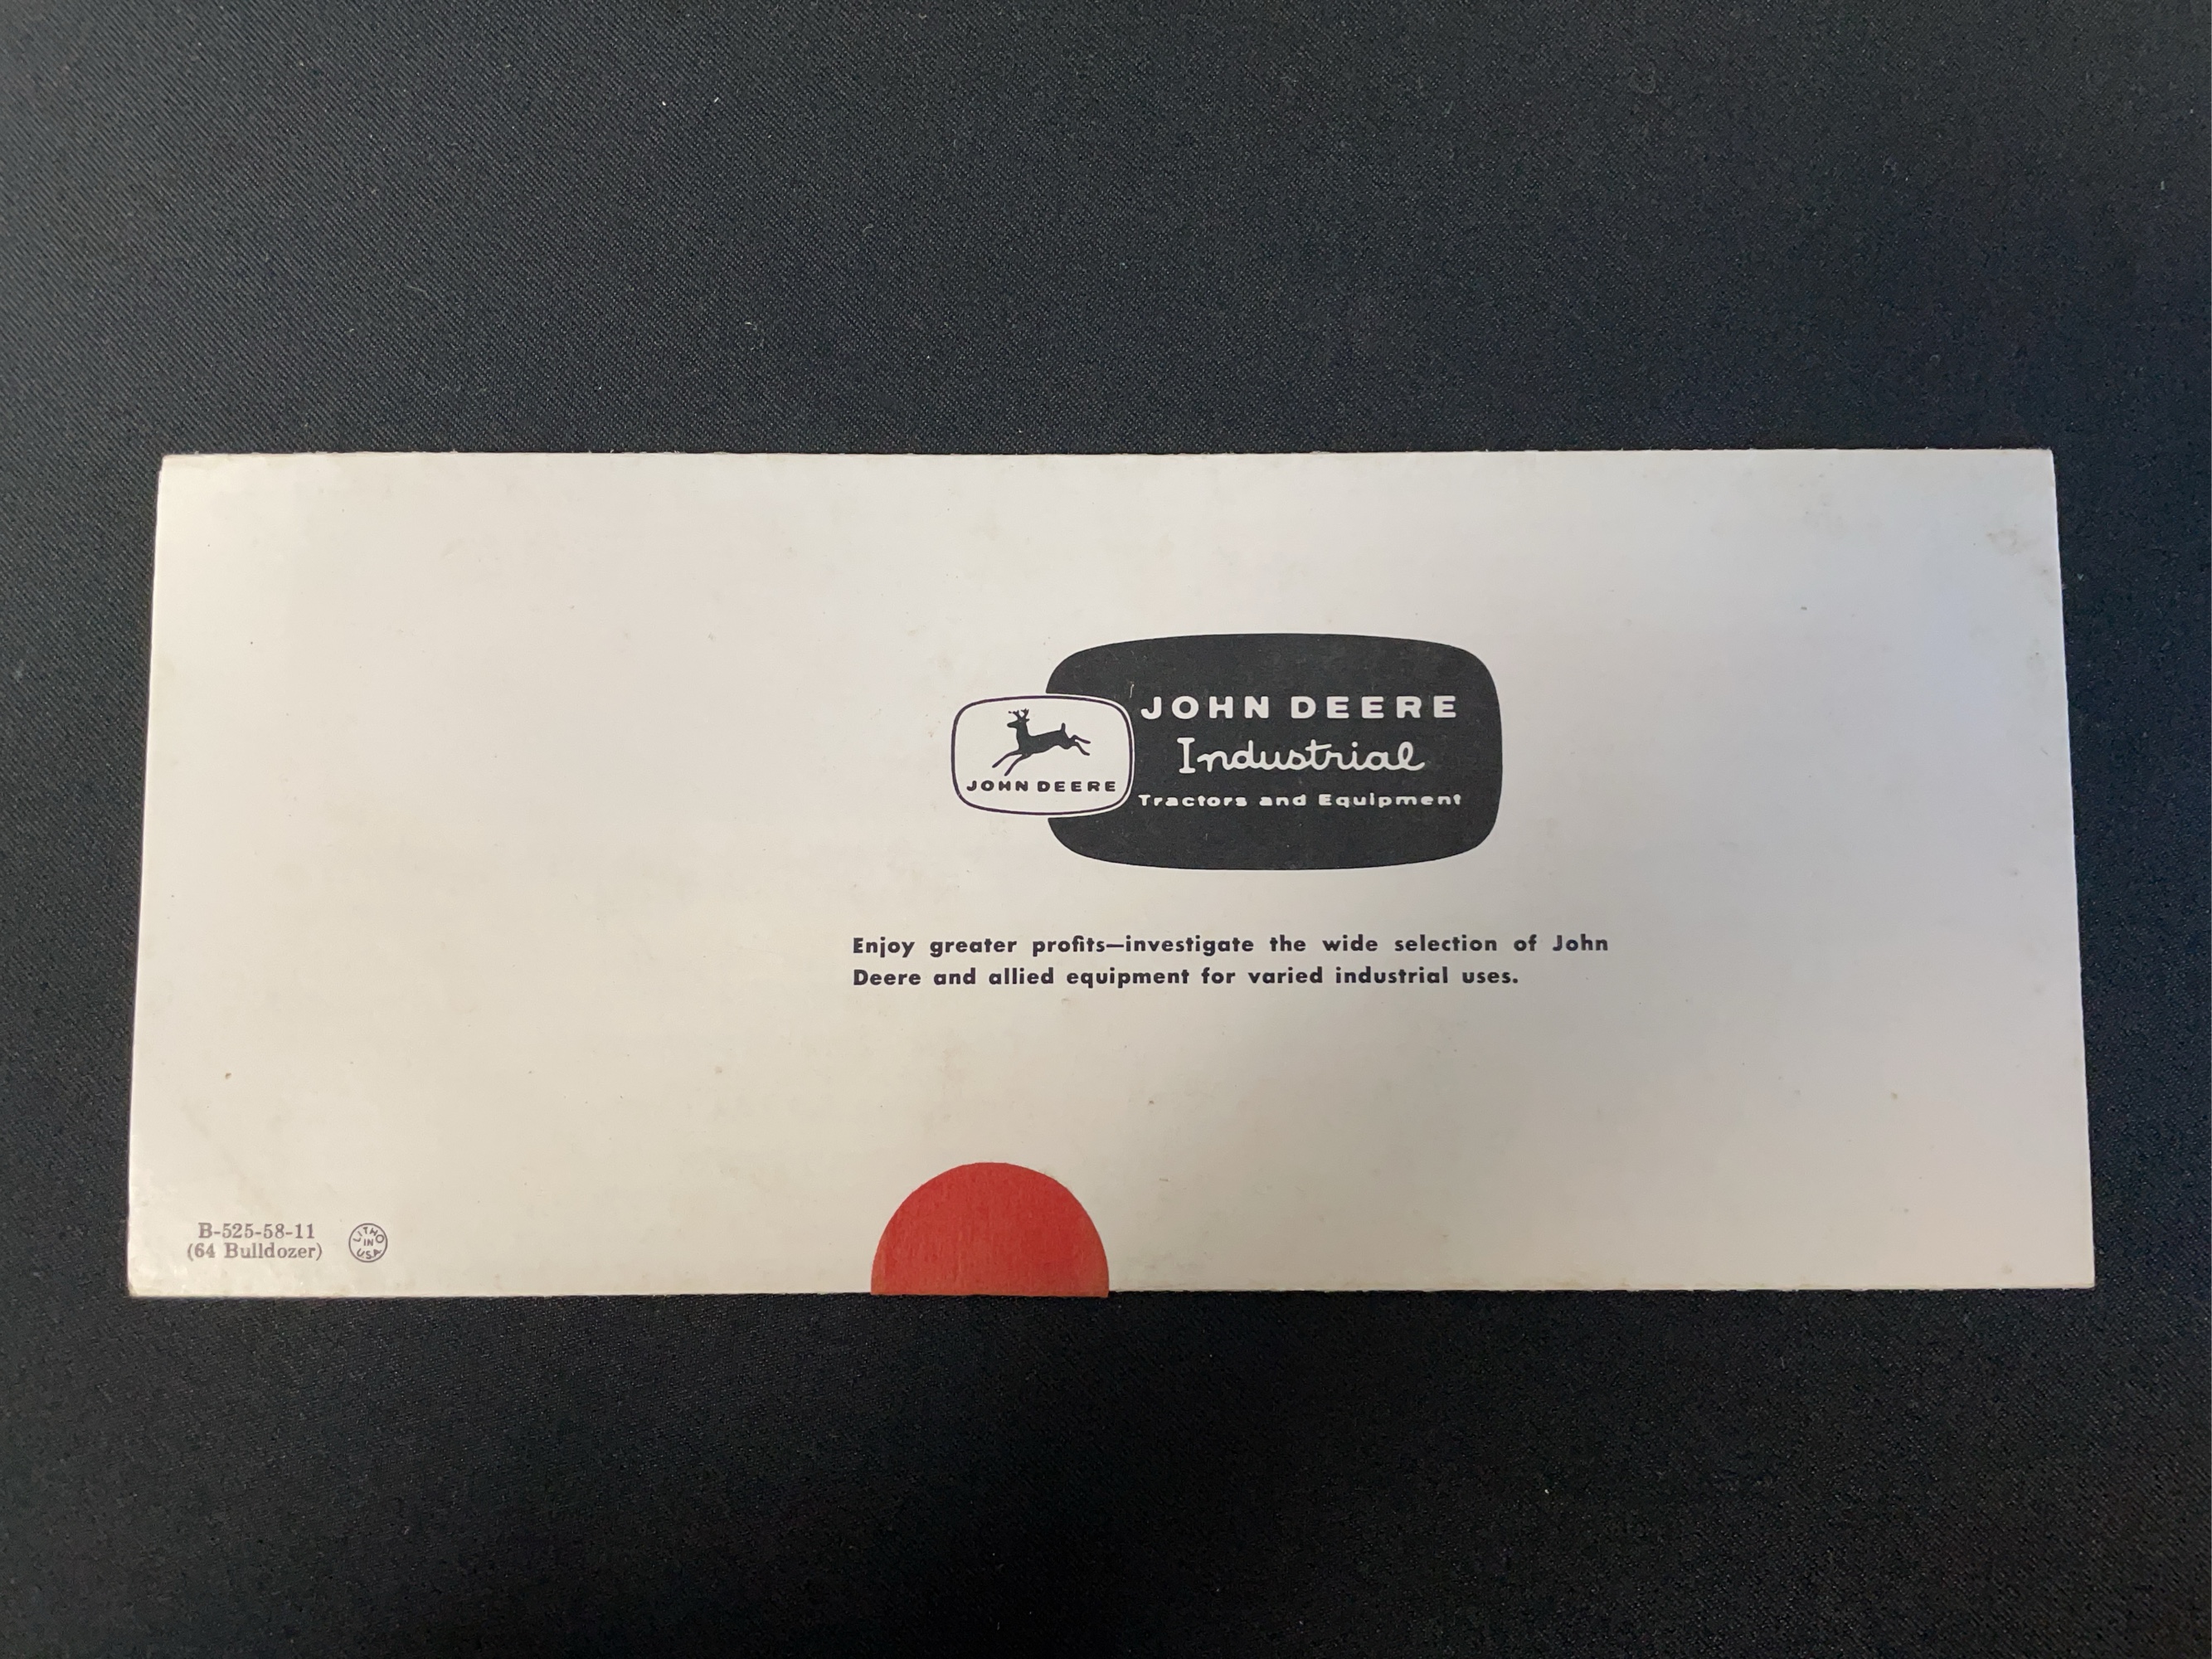 JOHN DEERE
Industrial
Tractors and Equipment
JOHN DEERE
Enjoy greater profits—investigate the wide selection of John
Deere and allied equipment for varied industrial uses.
B-525-58-11
(64 Bulldozer)
LITHO
IN
USA